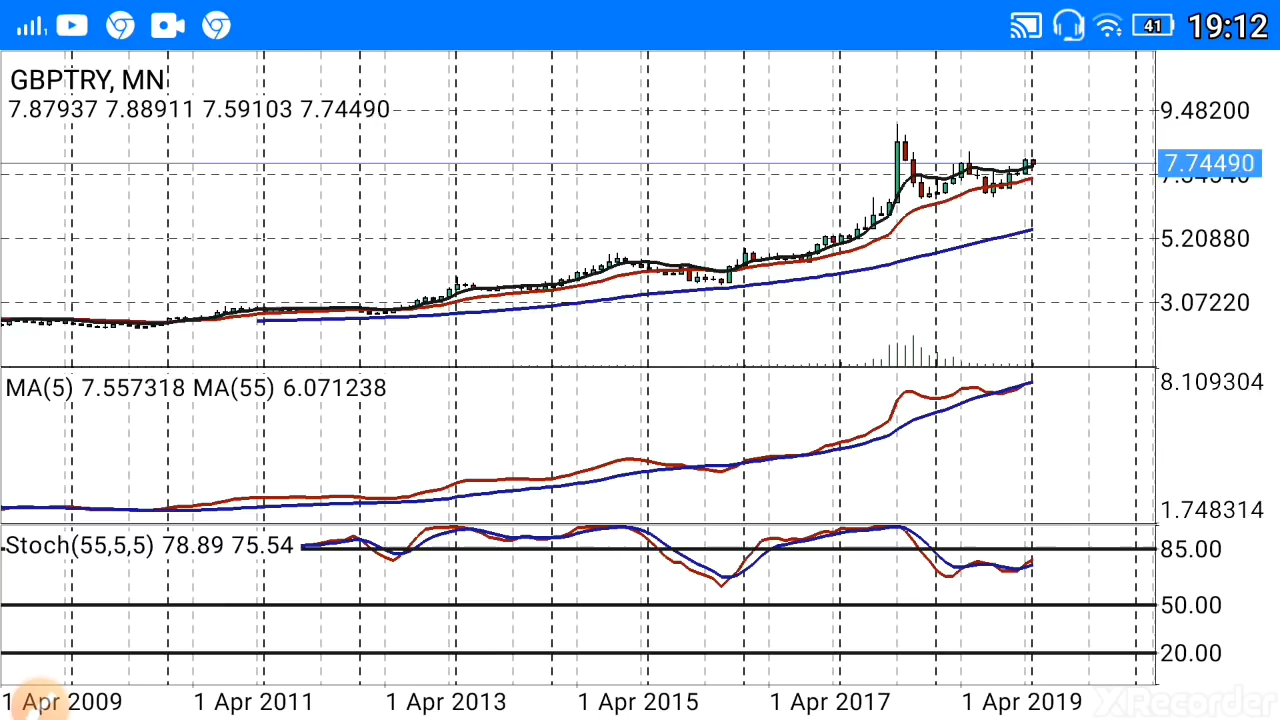 41 19:12
GBPTRY, MN
7.87937 7.88911 7.59103 7.74490
9.48200
7.74490
5.20880
3.07220
MA(5) 7.557318 MA(55) 6.071238
8.109304
1.748314
Stoch(55,5,5) 78.89 75.54
85.00
50.00
20.00
1 Apr 2009 1 Apr 2011 1 Apr 2013 1 Apr 2015 1 Apr 2017 1 Apr 2019
XRecorder